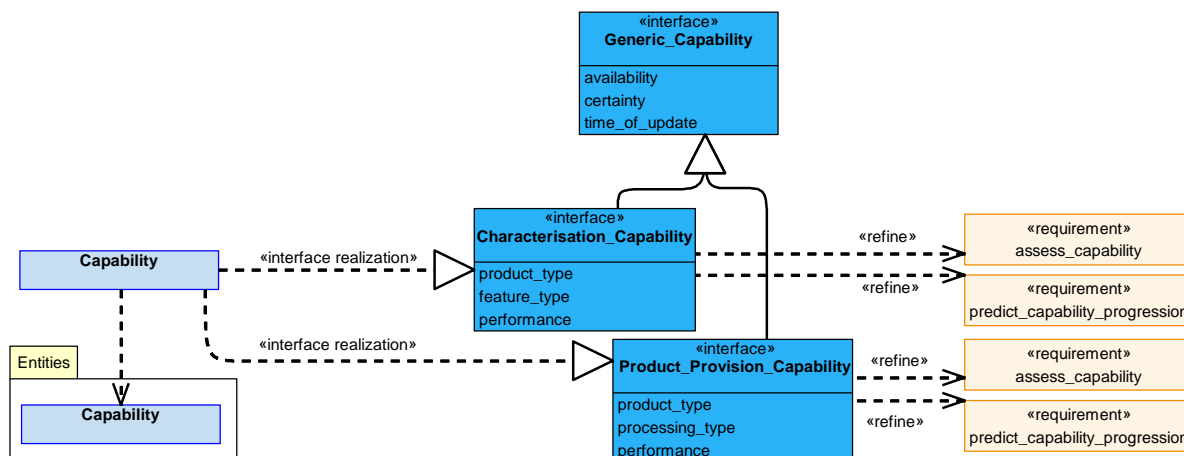 «interface»
Generic_Capability
availability
certainty
time_of_update
«interface»
Characterisation_Capability
product_type
feature_type
performance
Capability
«interface realization»
«interface realization»
«refine»
«refine»
«requirement»
assess_capability
«requirement»
predict_capability_progression
Entities
Capability
«interface»
Product_Provision_Capability
product_type
processing_type
performance
«refine»
«refine»
«requirement»
assess_capability
«requirement»
predict_capability_progression